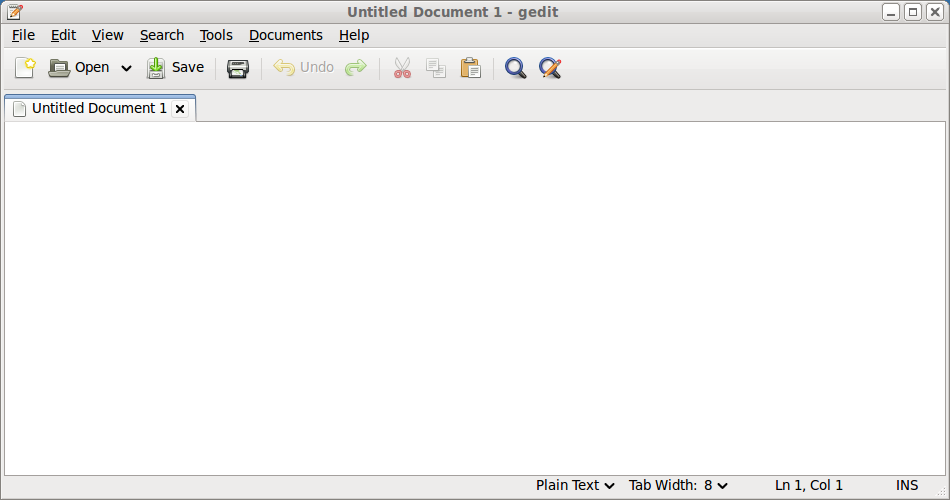 Untitled Document 1 - gedit
File Edit View Search Tools Documents Help
Open Save Undo
Untitled Document 1
Plain Text Tab Width: 8 Ln 1, Col 1 INS